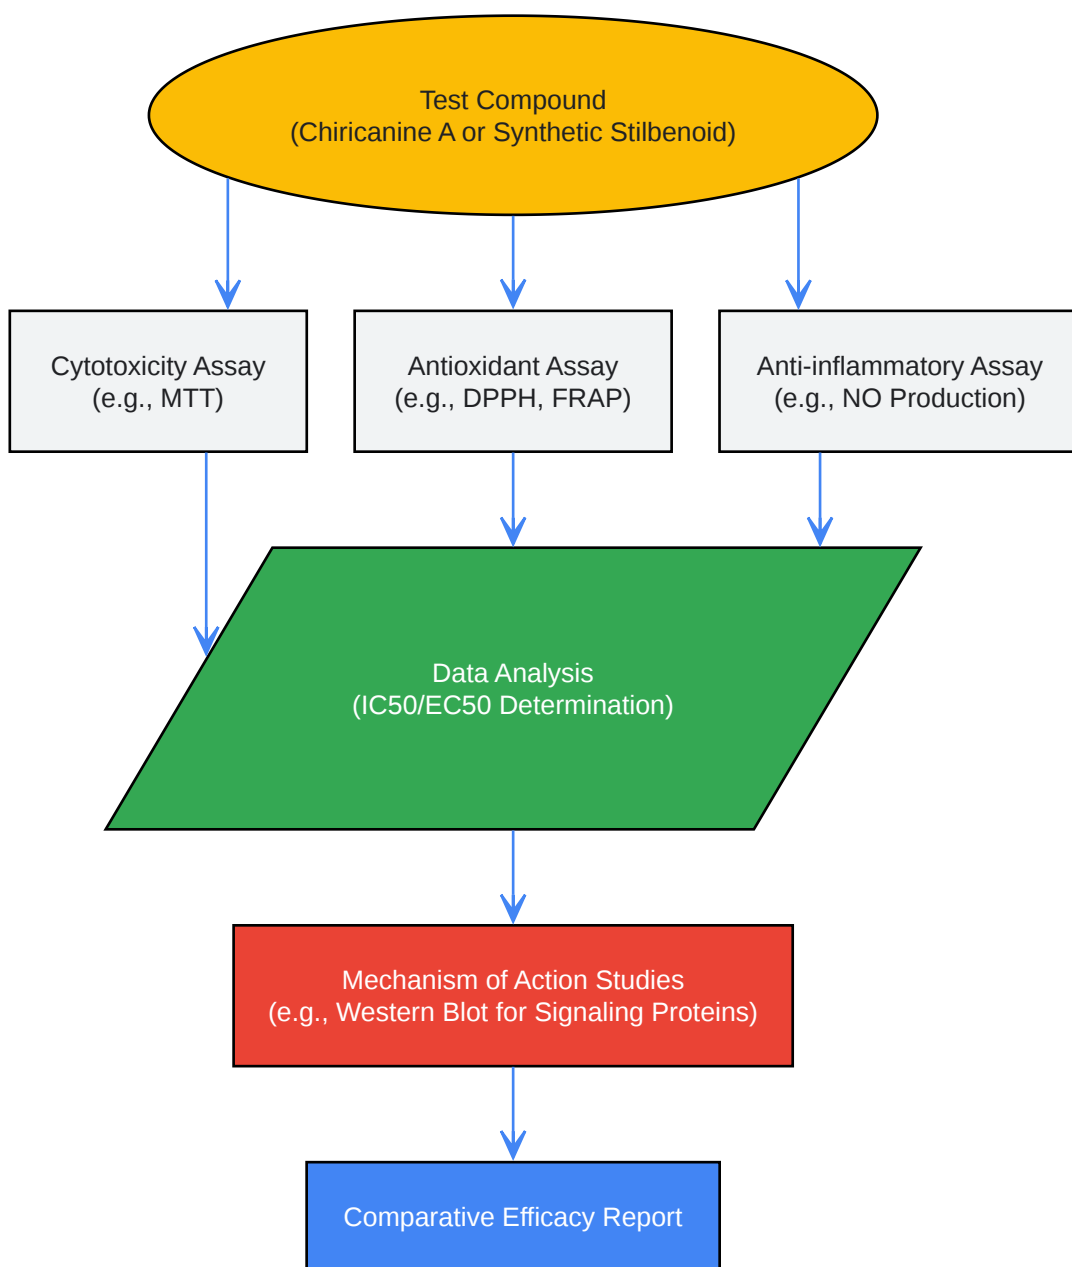 Test Compound
(Chiricanine A or Synthetic Stilbenoid)
Cytotoxicity Assay
(e.g., MTT)
Antioxidant Assay
(e.g., DPPH, FRAP)
Anti-inflammatory Assay
(e.g., NO Production)
Data Analysis
(IC50/EC50 Determination)
Mechanism of Action Studies
(e.g., Western Blot for Signaling Proteins)
Comparative Efficacy Report